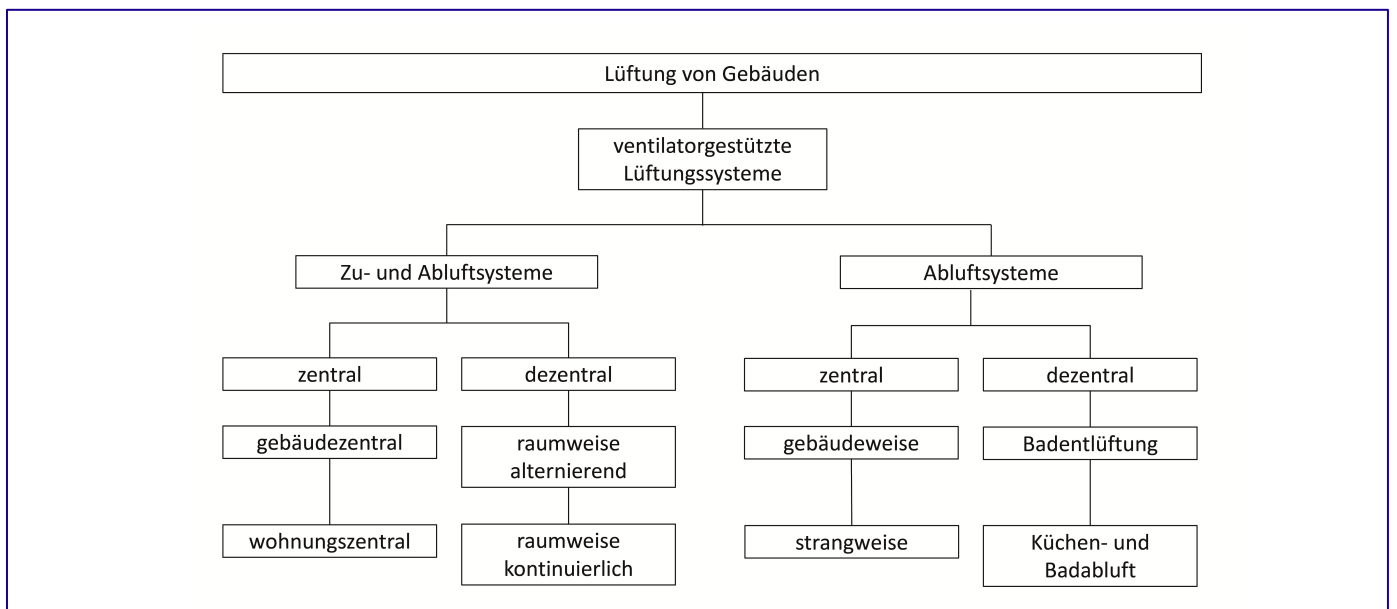 Lüftung von Gebäuden
ventilatorgestützte
Lüftungssysteme
Zu- und Abluftsysteme
Abluftsysteme
zentral
dezentral
zentral
dezentral
gebäudezentral
raumweise
alternierend
gebäudeweise
Badentlüftung
wohnungszentral
raumweise
kontinuierlich
strangweise
Küchen- und
Badabluft